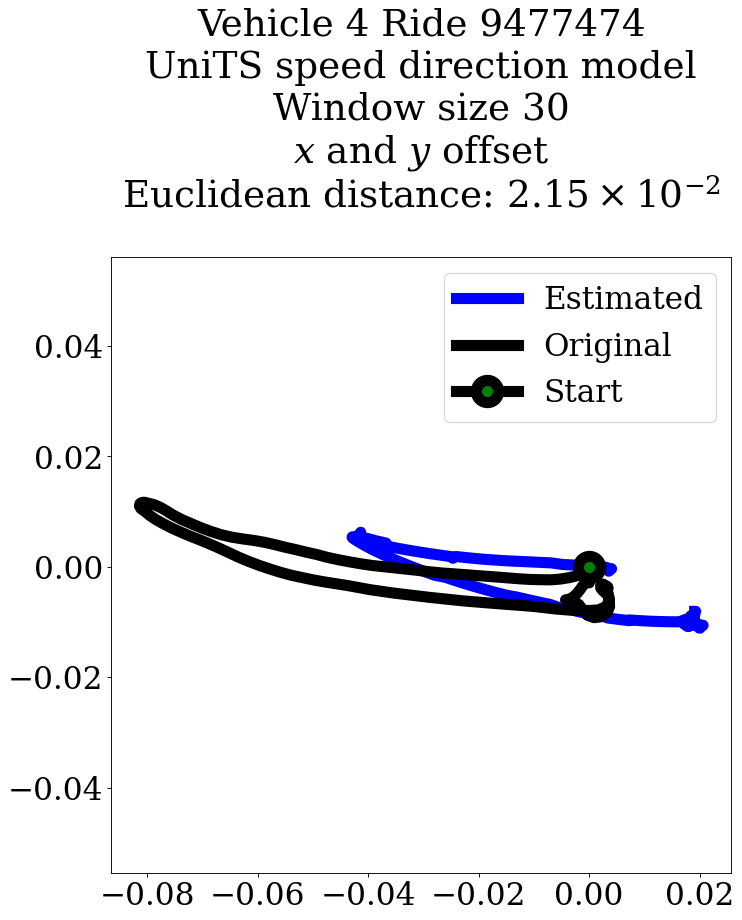 Vehicle 4 Ride 9477474
UniTS speed direction model
Window size 30
x and y offset
Euclidean distance: 2.15 × 10⁻²
Estimated
Original
Start
0.04
0.02
0.00
−0.02
−0.04
−0.08 −0.06 −0.04 −0.02 0.00 0.02